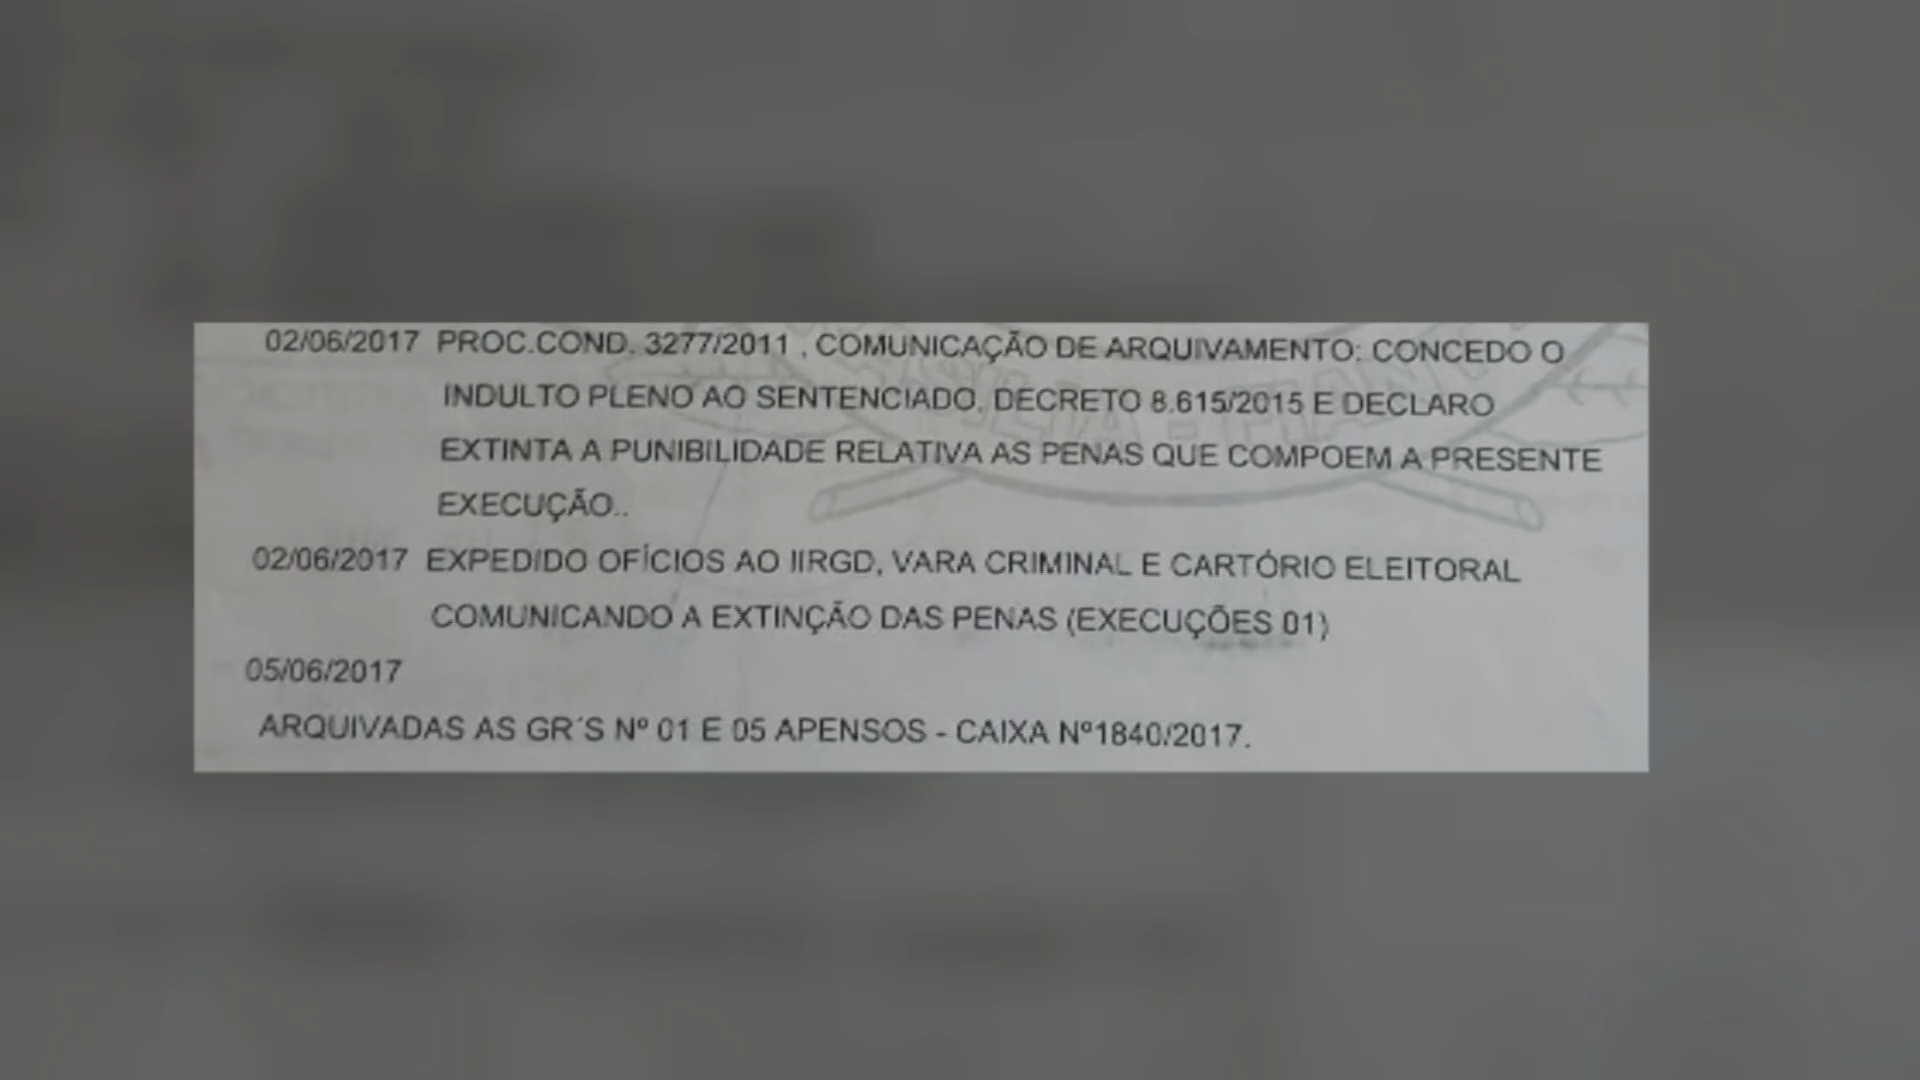 02/06/2017 PROC.COND. 3277/2011 , COMUNICAÇÃO DE ARQUIVAMENTO: CONCEDO O
INDULTO PLENO AO SENTENCIADO, DECRETO 8.615/2015 E DECLARO
EXTINTA A PUNIBILIDADE RELATIVA AS PENAS QUE COMPOEM A PRESENTE
EXECUÇÃO..
02/06/2017 EXPEDIDO OFÍCIOS AO IIRGD, VARA CRIMINAL E CARTÓRIO ELEITORAL
COMUNICANDO A EXTINÇÃO DAS PENAS (EXECUÇÕES 01)
05/06/2017
ARQUIVADAS AS GR´S Nº 01 E 05 APENSOS - CAIXA Nº1840/2017.